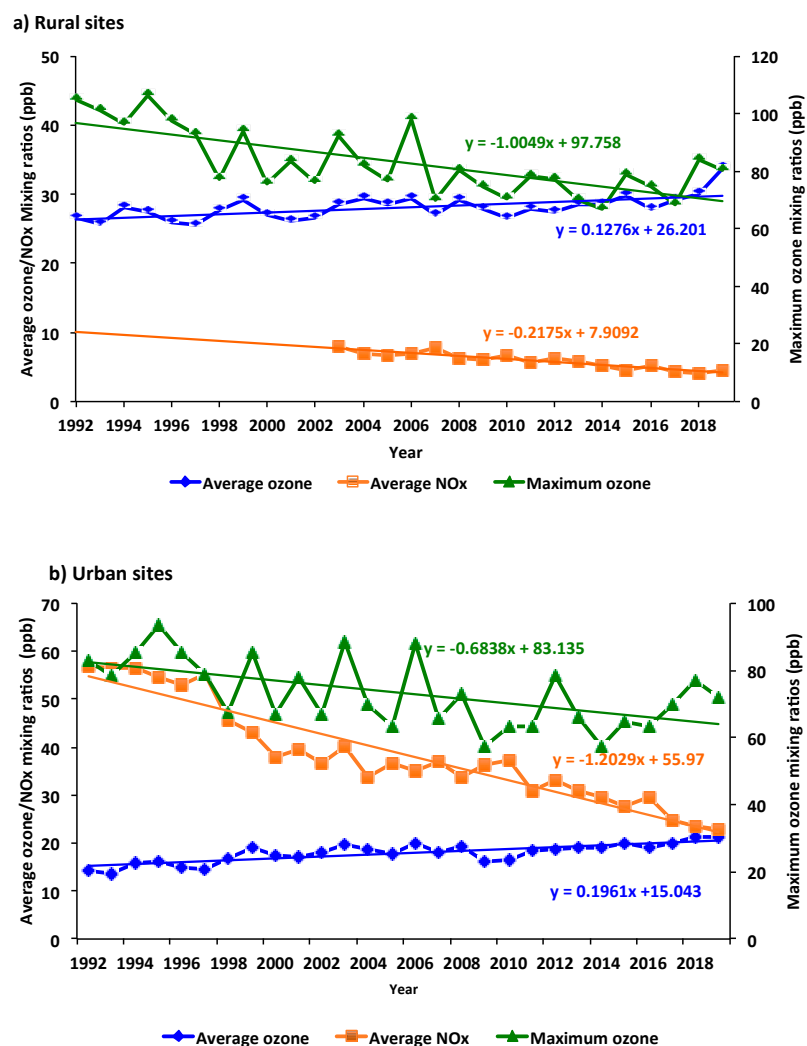 a) Rural sites
Average ozone/NOx Mixing ratios (ppb)
50
40
30
20
10
0
y = -1.0049x + 97.758
y = 0.1276x + 26.201
y = -0.2175x + 7.9092
120
100
80
60
40
20
0
Maximum ozone mixing ratios (ppb)
1992 1994 1996 1998 2000 2002 2004 2006 2008 2010 2012 2014 2016 2018
Year
Average ozone Average NOx Maximum ozone
b) Urban sites
Average ozone/NOx mixing ratios (ppb)
70
60
50
40
30
20
10
0
y = -0.6838x + 83.135
y = -1.2029x + 55.97
y = 0.1961x +15.043
100
80
60
40
20
0
Maximum ozone mixing ratios (ppb)
1992 1994 1996 1998 2000 2002 2004 2006 2008 2010 2012 2014 2016 2018
Year
Average ozone Average NOx Maximum ozone